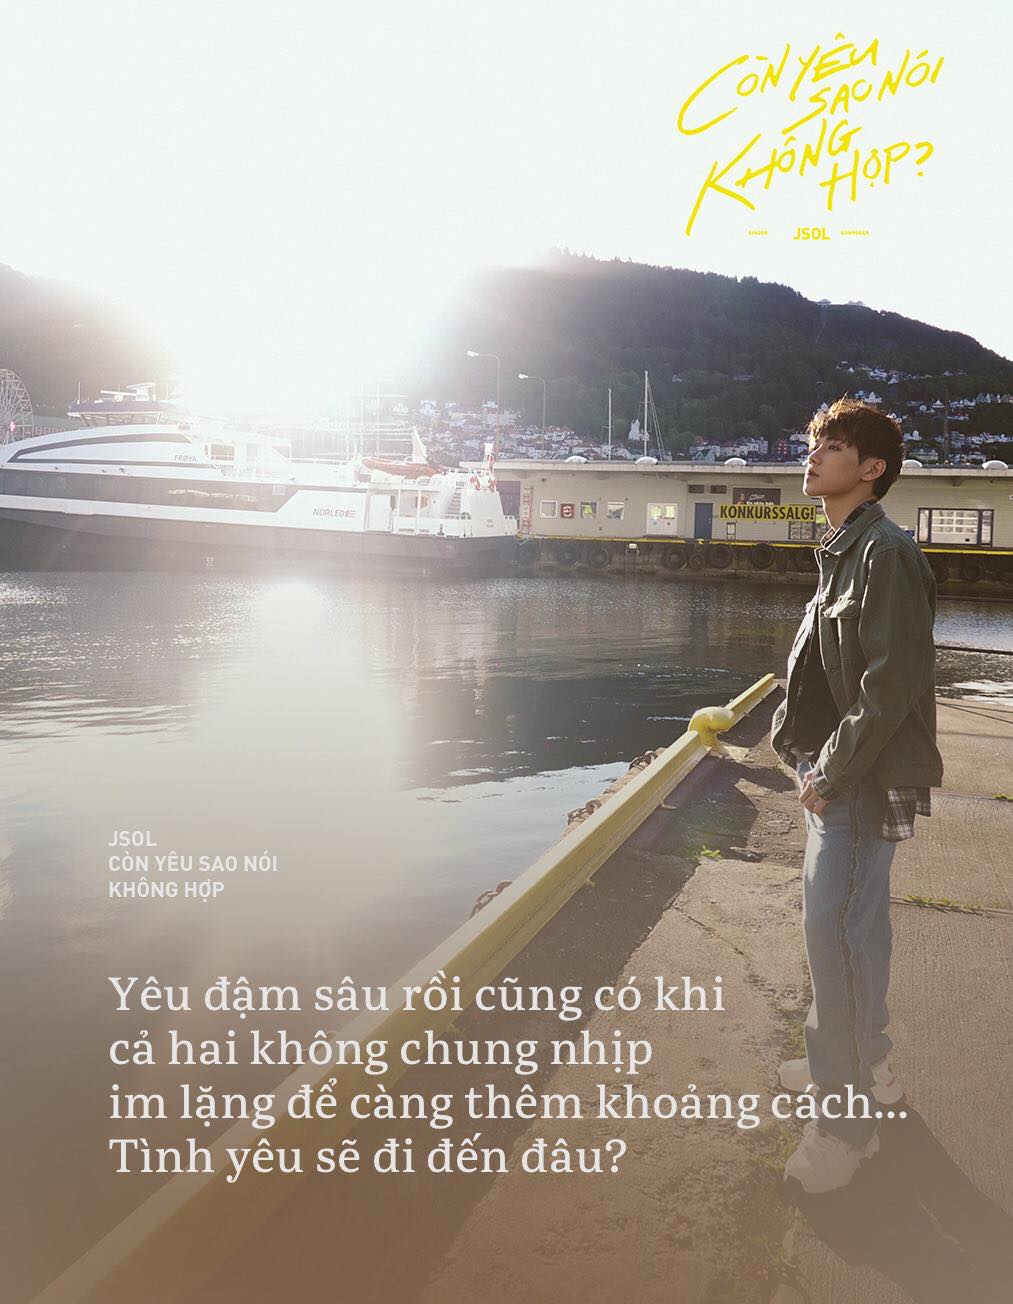 CÒN YÊU
SAO NÓI
KHÔNG
HỢP?
SINGER JSOL COMPOSER
FRØYA
NORLED
KONKURSSALG!
JSOL
CÒN YÊU SAO NÓI
KHÔNG HỢP
Yêu đậm sâu rồi cũng có khi
cả hai không chung nhịp
im lặng để càng thêm khoảng cách...
Tình yêu sẽ đi đến đâu?